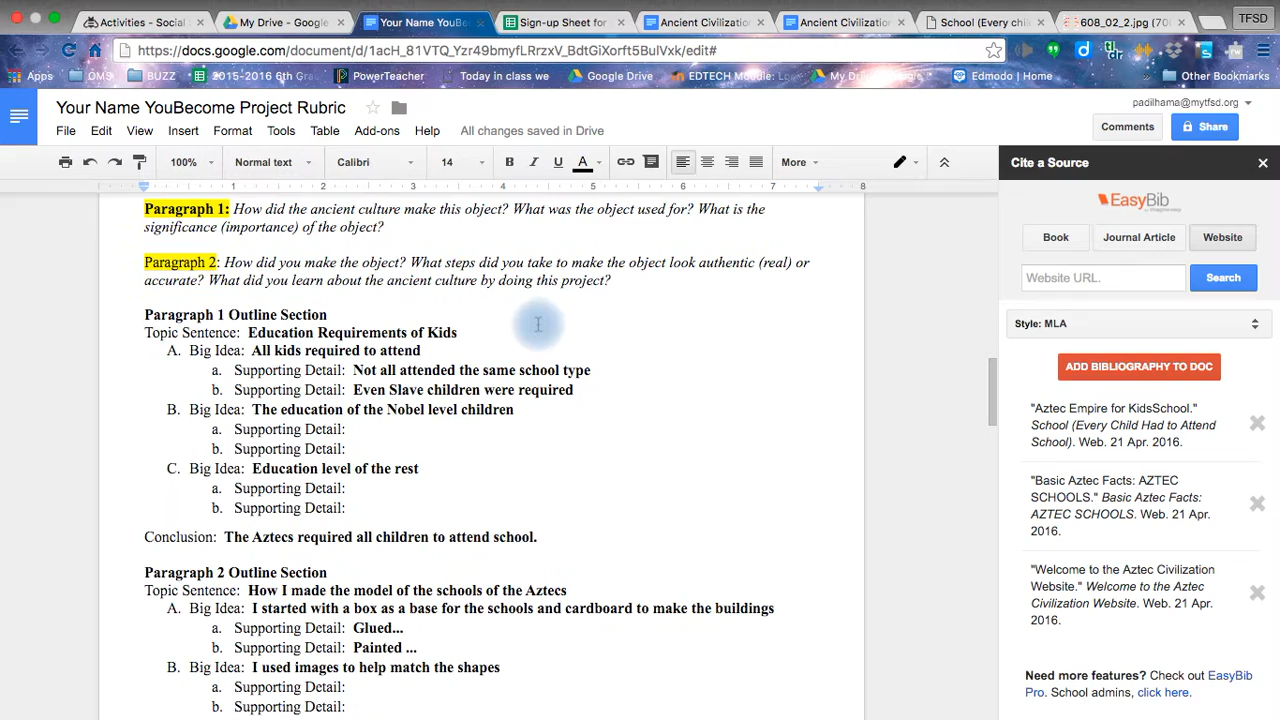 Activities - Social
My Drive - Google
Your Name YouBe
Sign-up Sheet for
Ancient Civilizatio
Ancient Civilization
School (Every chi
608_02_2.jpg (70
TFSD
https://docs.google.com/document/d/1acH_81VTQ_Yzr49bmyfLRrzxV_BdtGiXorft5BuIVxk/edit#
Apps
OMS
BUZZ
2015-2016 6th Gra
PowerTeacher
Today in class we
Google Drive
EDTECH Module: Lo
My Dri
Edmodo | Home
Other Bookmarks
Your Name YouBecome Project Rubric
padilhama@mytfsd.org
File Edit View Insert Format Tools Table Add-ons Help All changes saved in Drive
Comments
Share
100% Normal text Calibri 14 B I U A More
Cite a Source
1 2 3 4 5 6 7 8
EasyBib
Book
Journal Article
Website
Website URL.
Search
Style: MLA
ADD BIBLIOGRAPHY TO DOC
"Aztec Empire for KidsSchool."
School (Every Child Had to Attend
School). Web. 21 Apr. 2016.
"Basic Aztec Facts: AZTEC
SCHOOLS." Basic Aztec Facts:
AZTEC SCHOOLS. Web. 21 Apr.
2016.
"Welcome to the Aztec Civilization
Website." Welcome to the Aztec
Civilization Website. Web. 21 Apr.
2016.
Need more features? Check out EasyBib
Pro. School admins, click here.
Paragraph 1: How did the ancient culture make this object? What was the object used for? What is the
significance (importance) of the object?
Paragraph 2: How did you make the object? What steps did you take to make the object look authentic (real) or
accurate? What did you learn about the ancient culture by doing this project?
Paragraph 1 Outline Section
Topic Sentence: Education Requirements of Kids
A. Big Idea: All kids required to attend
a. Supporting Detail: Not all attended the same school type
b. Supporting Detail: Even Slave children were required
B. Big Idea: The education of the Nobel level children
a. Supporting Detail:
b. Supporting Detail:
C. Big Idea: Education level of the rest
a. Supporting Detail:
b. Supporting Detail:
Conclusion: The Aztecs required all children to attend school.
Paragraph 2 Outline Section
Topic Sentence: How I made the model of the schools of the Aztecs
A. Big Idea: I started with a box as a base for the schools and cardboard to make the buildings
a. Supporting Detail: Glued...
b. Supporting Detail: Painted ...
B. Big Idea: I used images to help match the shapes
a. Supporting Detail:
b. Supporting Detail: